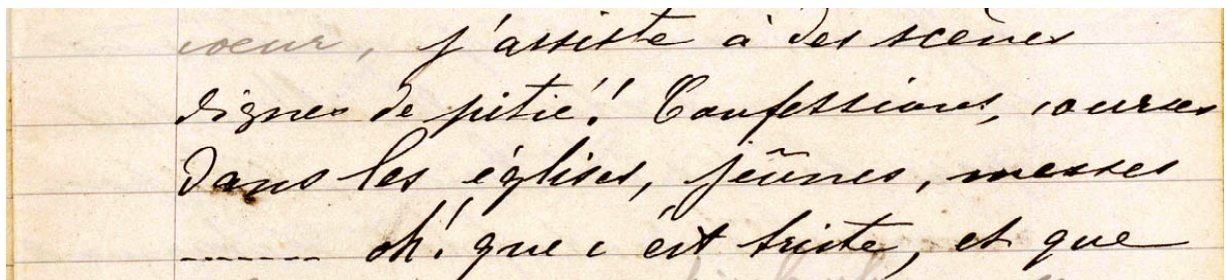 coeur, j'assiste à des scènes
dignes de pitié! Confessions, courses
dans les églises, jeûnes, messes
------- oh! que c'est triste, et que